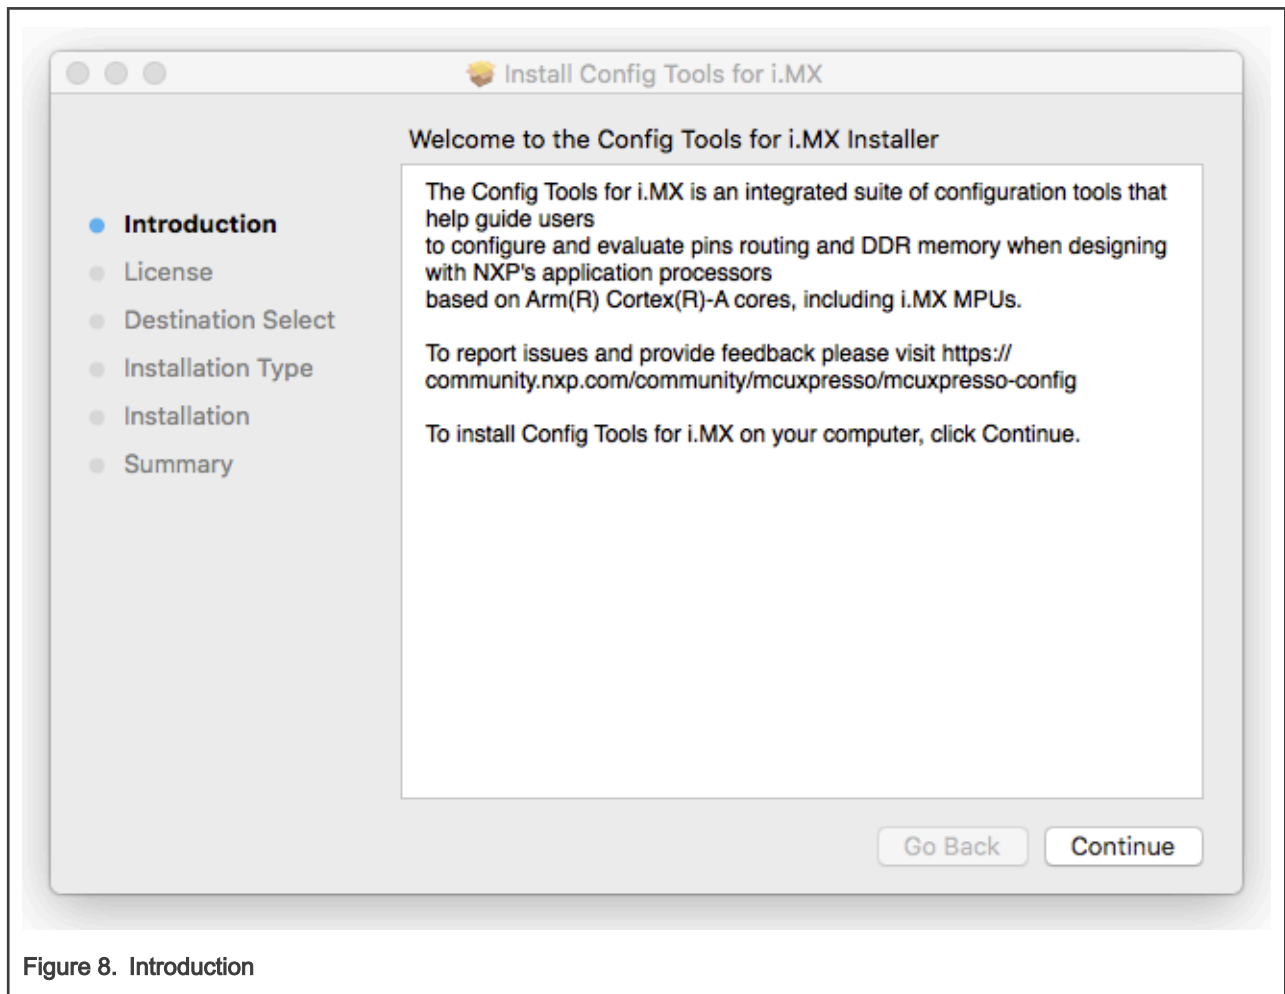 Install Config Tools for i.MX
Welcome to the Config Tools for i.MX Installer
Introduction
License
Destination Select
Installation Type
Installation
Summary
The Config Tools for i.MX is an integrated suite of configuration tools that
help guide users
to configure and evaluate pins routing and DDR memory when designing
with NXP's application processors
based on Arm(R) Cortex(R)-A cores, including i.MX MPUs.
To report issues and provide feedback please visit https://
community.nxp.com/community/mcuxpresso/mcuxpresso-config
To install Config Tools for i.MX on your computer, click Continue.
Go Back
Continue
Figure 8. Introduction